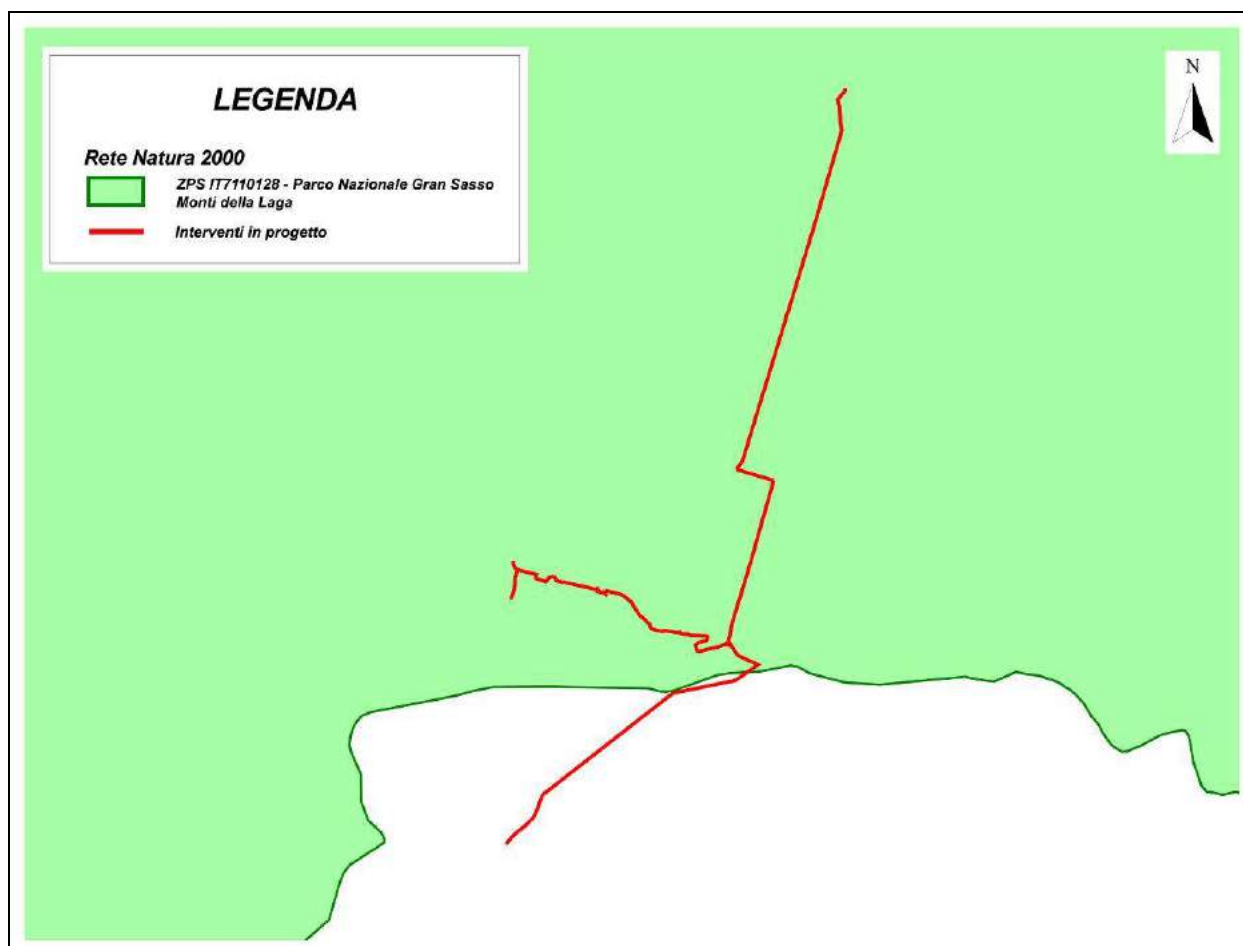 LEGENDA
N
Rete Natura 2000
ZPS IT7110128 - Parco Nazionale Gran Sasso
Monti della Laga
Interventi in progetto